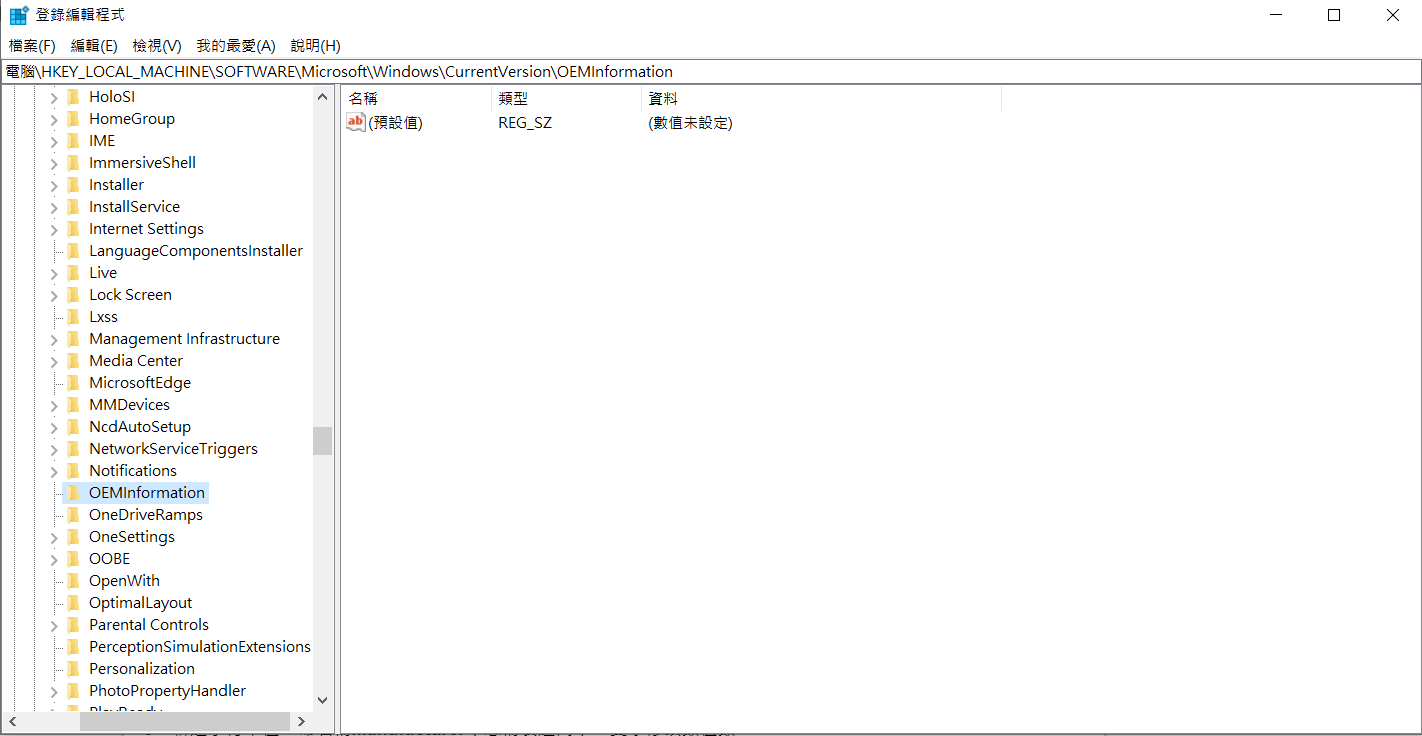 登錄編輯程式
檔案(F) 編輯(E) 檢視(V) 我的最愛(A) 說明(H)
電腦\HKEY_LOCAL_MACHINE\SOFTWARE\Microsoft\Windows\CurrentVersion\OEMInformation
HoloSI
HomeGroup
IME
ImmersiveShell
Installer
InstallService
Internet Settings
LanguageComponentsInstaller
Live
Lock Screen
Lxss
Management Infrastructure
Media Center
MicrosoftEdge
MMDevices
NcdAutoSetup
NetworkServiceTriggers
Notifications
OEMInformation
OneDriveRamps
OneSettings
OOBE
OpenWith
OptimalLayout
Parental Controls
PerceptionSimulationExtensions
Personalization
PhotoPropertyHandler
PlayReady
名稱 類型 資料
ab (預設值) REG_SZ (數值未設定)